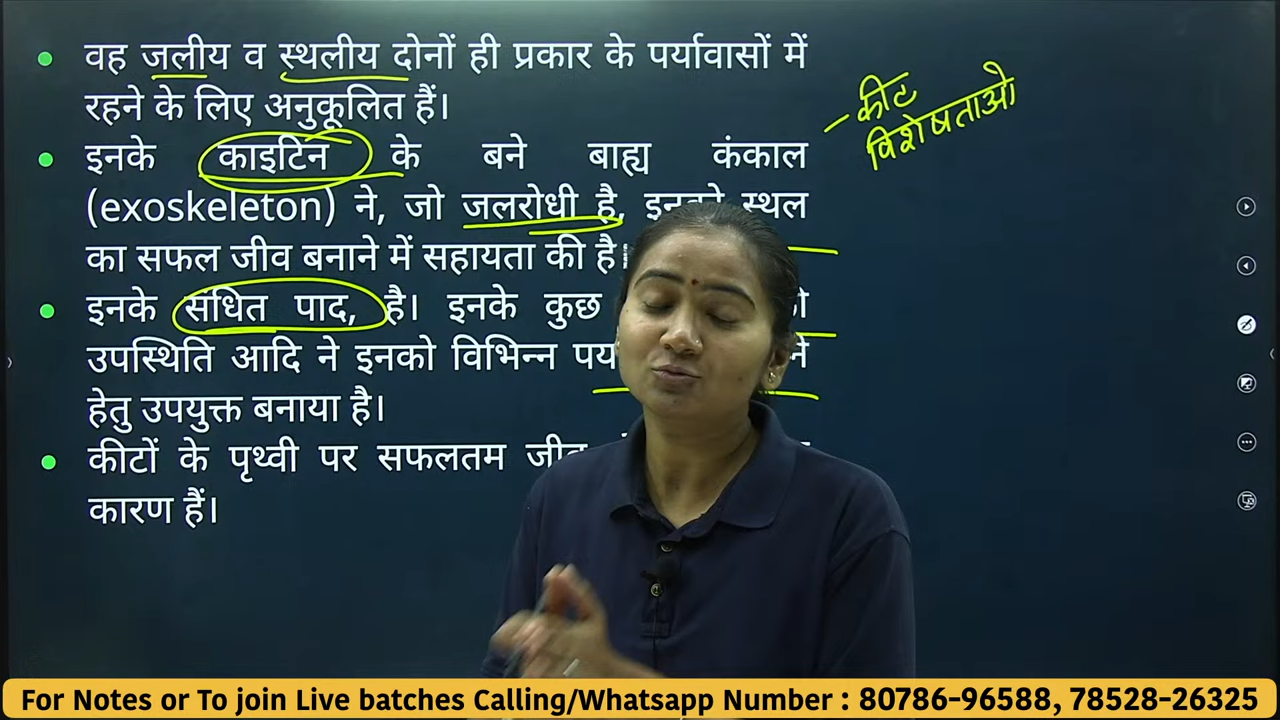 वह जलीय व स्थलीय दोनों ही प्रकार के पर्यावासों में
रहने के लिए अनुकूलित हैं।
इनके काइटिन के बने बाह्य कंकाल
(exoskeleton) ने, जो जलरोधी है, इनको स्थल
का सफल जीव बनाने में सहायता की है
इनके संधित पाद, है। इनके कुछ
उपस्थिति आदि ने इनको विभिन्न
हेतु उपयुक्त बनाया है।
कीटों के पृथ्वी पर सफलतम
कारण हैं।
- कीट
विशेषताओ
For Notes or To join Live batches Calling/Whatsapp Number : 80786-96588, 78528-26325